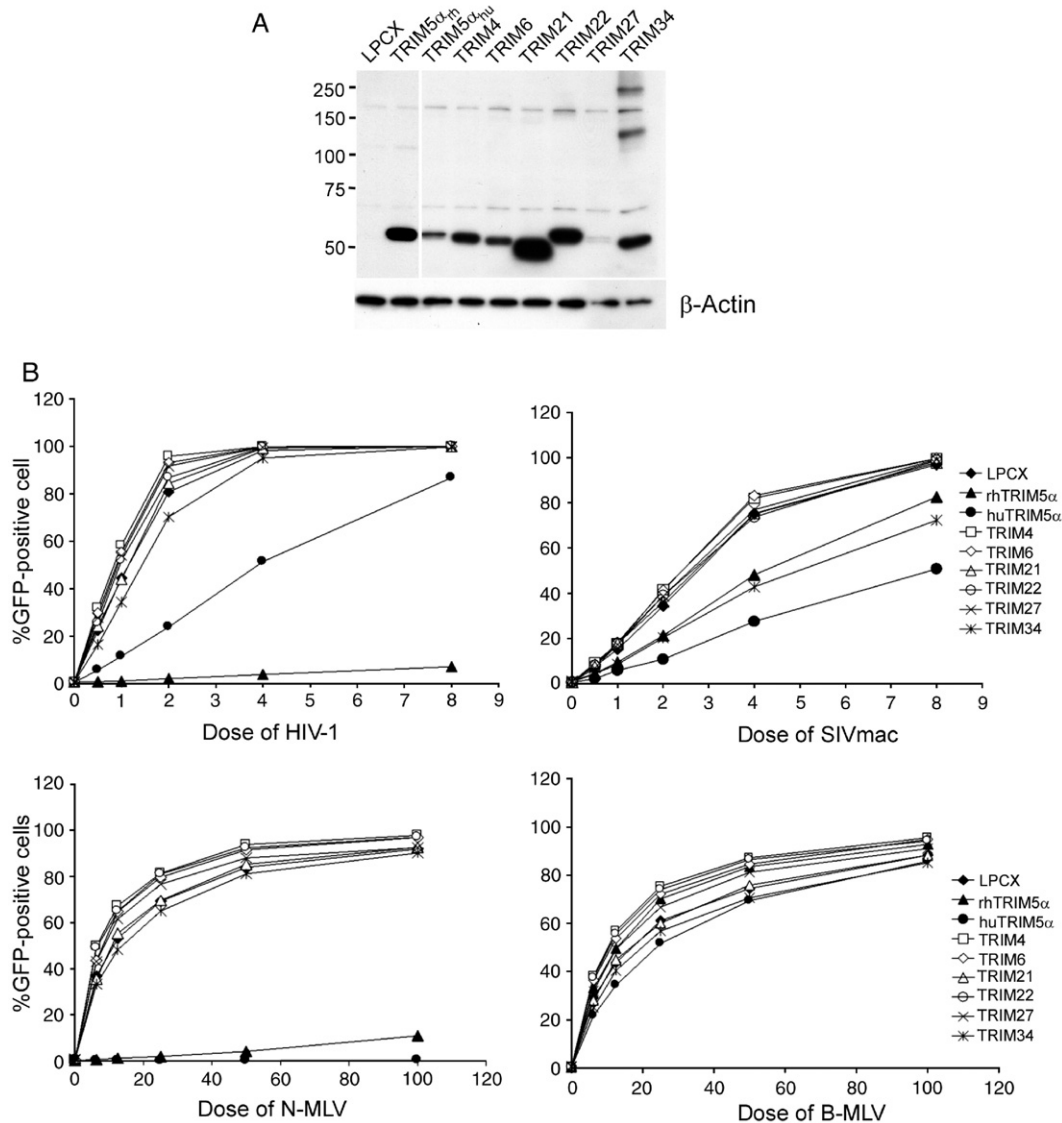 A
LPCX
TRIM5αrh
TRIM5αhu
TRIM4
TRIM6
TRIM21
TRIM22
TRIM27
TRIM34
250
150
100
75
50
β-Actin
B
120
100
80
60
40
20
0
%GFP-positive cell
0 1 2 3 4 5 6 7 8 9
Dose of HIV-1
120
100
80
60
40
20
0
0 1 2 3 4 5 6 7 8 9
Dose of SIVmac
LPCX
rhTRIM5α
huTRIM5α
TRIM4
TRIM6
TRIM21
TRIM22
TRIM27
TRIM34
120
100
80
60
40
20
0
%GFP-positive cells
0 20 40 60 80 100 120
Dose of N-MLV
120
100
80
60
40
20
0
0 20 40 60 80 100 120
Dose of B-MLV
LPCX
rhTRIM5α
huTRIM5α
TRIM4
TRIM6
TRIM21
TRIM22
TRIM27
TRIM34